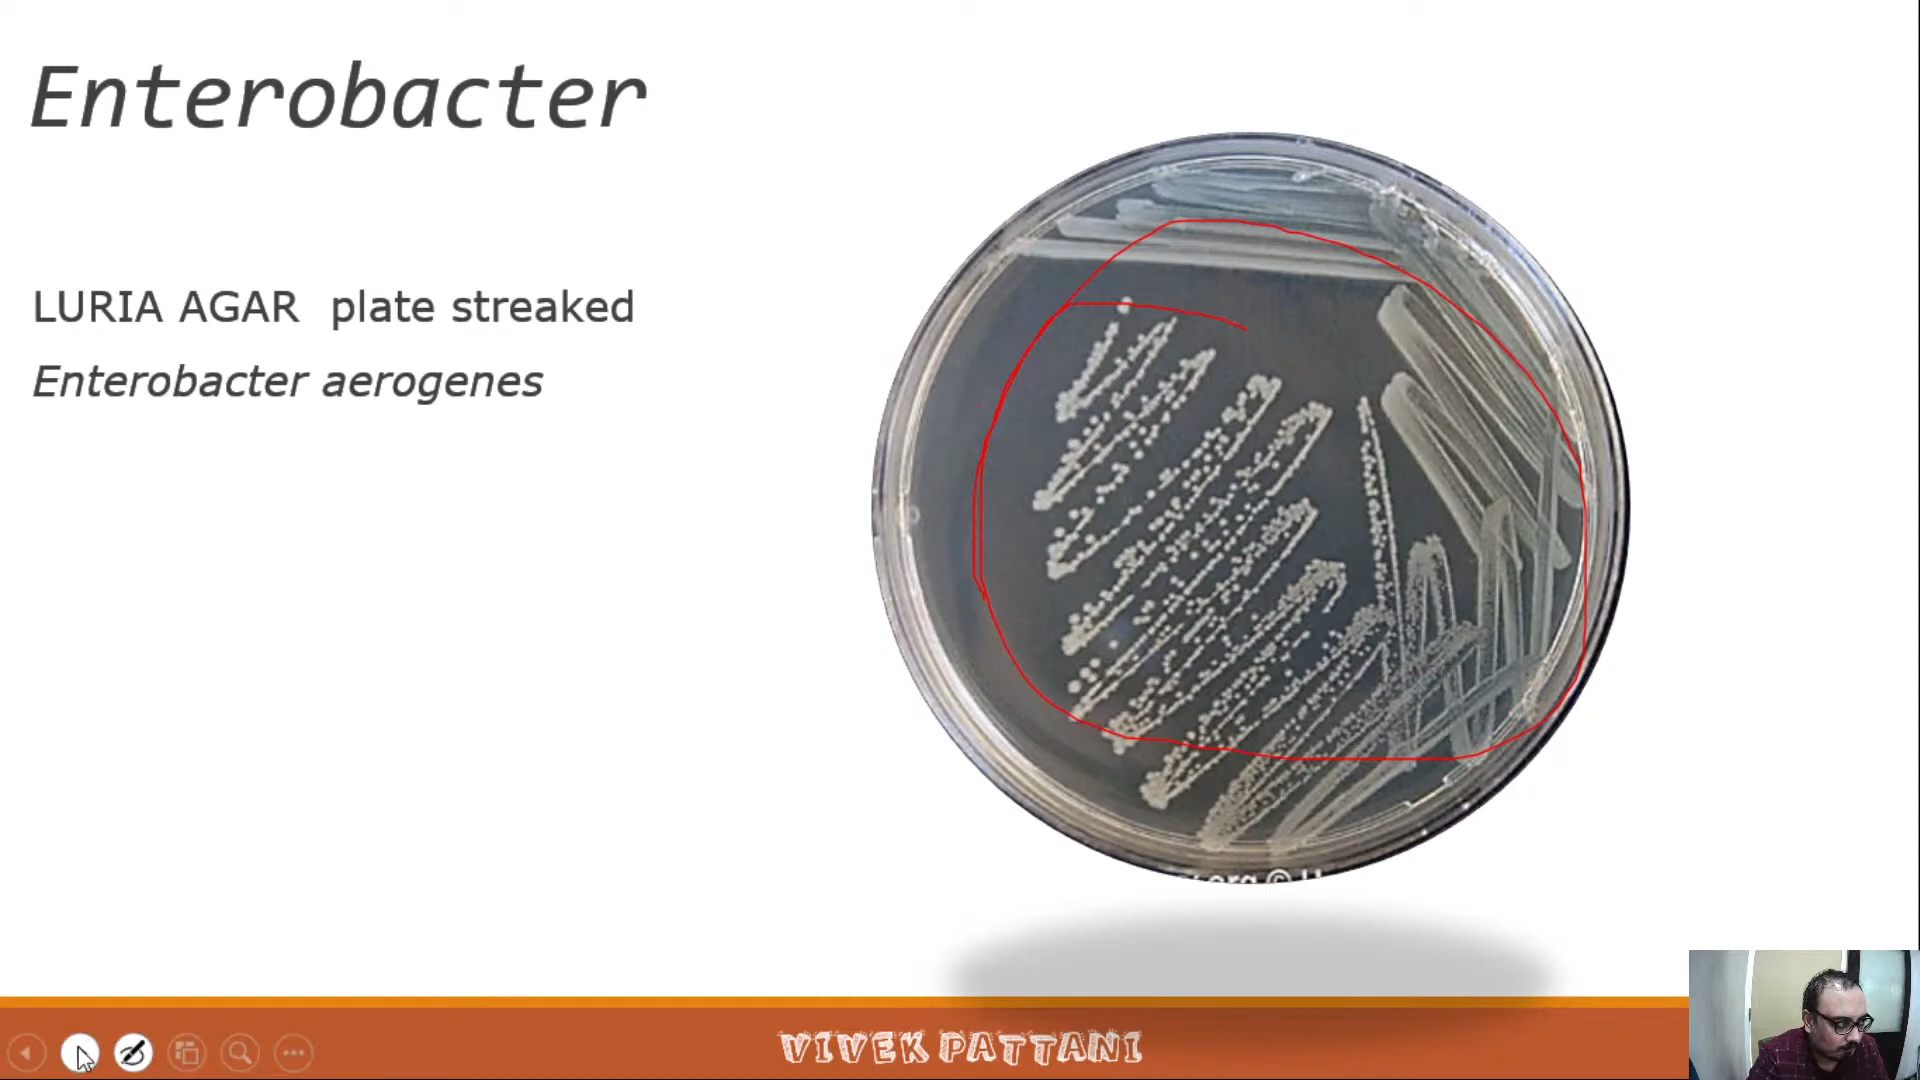 Enterobacter
LURIA AGAR plate streaked
Enterobacter aerogenes
VIVEK PATTANI